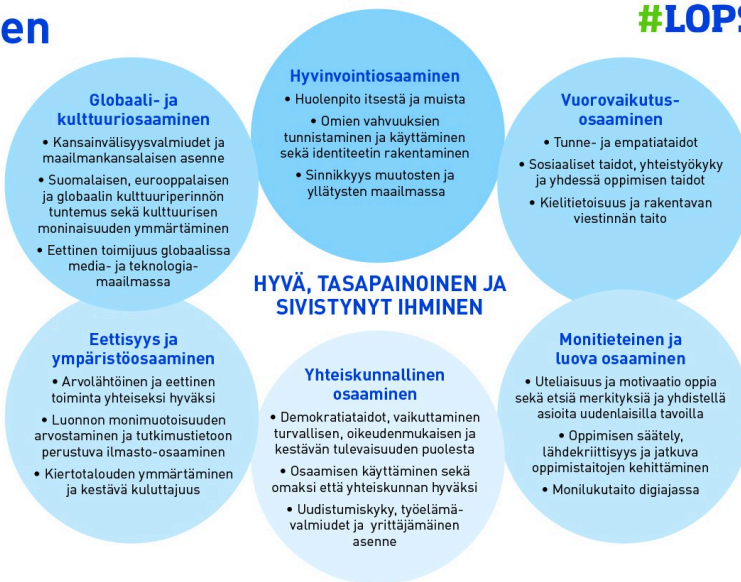 en
#LOPS
Hyvinvointiosaaminen
• Huolenpito itsestä ja muista
• Omien vahvuuksien
tunnistaminen ja käyttäminen
sekä identiteetin rakentaminen
• Sinnikkyys muutosten ja
yllätysten maailmassa
Globaali- ja
kulttuuriosaaminen
• Kansainvälisyysvalmiudet ja
maailmankansalaisen asenne
• Suomalaisen, eurooppalaisen
ja globaalin kulttuuriperinnön
tuntemus sekä kulttuurisen
moninaisuuden ymmärtäminen
• Eettinen toimijuus globaalissa
media- ja teknologia-
maailmassa
Vuorovaikutus-
osaaminen
• Tunne- ja empatiataidot
• Sosiaaliset taidot, yhteistyökyky
ja yhdessä oppimisen taidot
• Kielitietoisuus ja rakentavan
viestinnän taito
HYVÄ, TASAPAINOINEN JA
SIVISTYNYT IHMINEN
Eettisyys ja
ympäristöosaaminen
• Arvolähtöinen ja eettinen
toiminta yhteiseksi hyväksi
• Luonnon monimuotoisuuden
arvostaminen ja tutkimustietoon
perustuva ilmasto-osaaminen
• Kiertotalouden ymmärtäminen
ja kestävä kuluttajuus
Yhteiskunnallinen
osaaminen
• Demokratiataidot, vaikuttaminen
turvallisen, oikeudenmukaisen ja
kestävän tulevaisuuden puolesta
• Osaamisen käyttäminen sekä
omaksi että yhteiskunnan hyväksi
• Uudistumiskyky, työelämä-
valmiudet ja yrittäjämäinen
asenne
Monitieteinen ja
luova osaaminen
• Uteliaisuus ja motivaatio oppia
sekä etsiä merkityksiä ja yhdistellä
asioita uudenlaisilla tavoilla
• Oppimisen säätely,
lähdekriittisyys ja jatkuva
oppimistaitojen kehittäminen
• Monilukutaito digiajassa